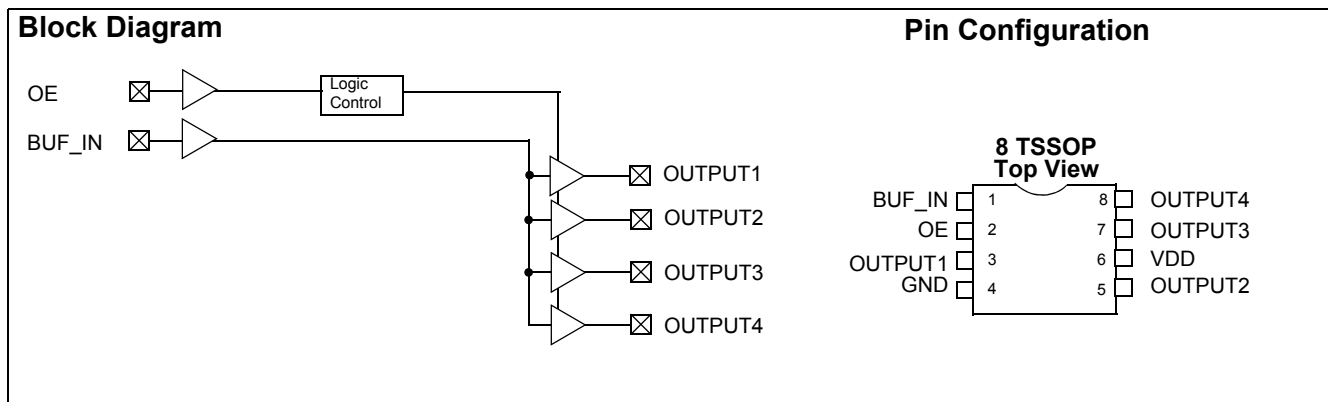 Block Diagram
OE
Logic
Control
BUF_IN
OUTPUT1
OUTPUT2
OUTPUT3
OUTPUT4
Pin Configuration
8 TSSOP
Top View
BUF_IN 1 8 OUTPUT4
OE 2 7 OUTPUT3
OUTPUT1 3 6 VDD
GND 4 5 OUTPUT2